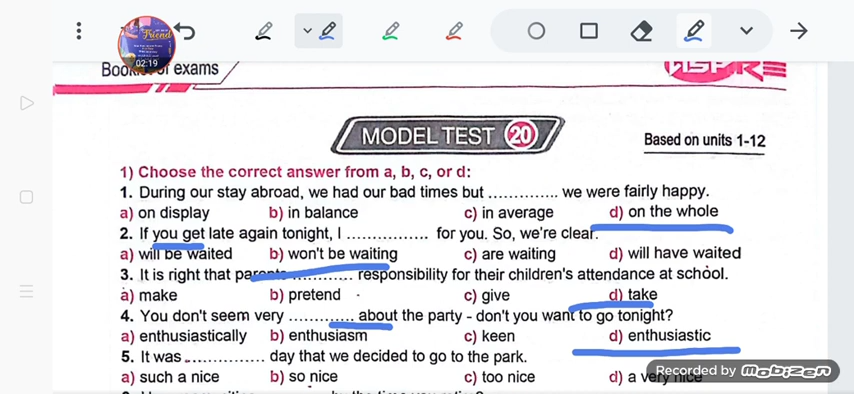 Friend
02:19
Booklet of exams
MODEL TEST 20
Based on units 1-12
1) Choose the correct answer from a, b, c, or d:
1. During our stay abroad, we had our bad times but .............. we were fairly happy.
a) on display b) in balance c) in average d) on the whole
2. If you get late again tonight, I ................ for you. So, we're clear.
a) will be waited b) won't be waiting c) are waiting d) will have waited
3. It is right that parents ............ responsibility for their children's attendance at school.
a) make b) pretend c) give d) take
4. You don't seem very ............... about the party - don't you want to go tonight?
a) enthusiastically b) enthusiasm c) keen d) enthusiastic
5. It was ................ day that we decided to go to the park.
a) such a nice b) so nice c) too nice d) a very nice
Recorded by mobizen